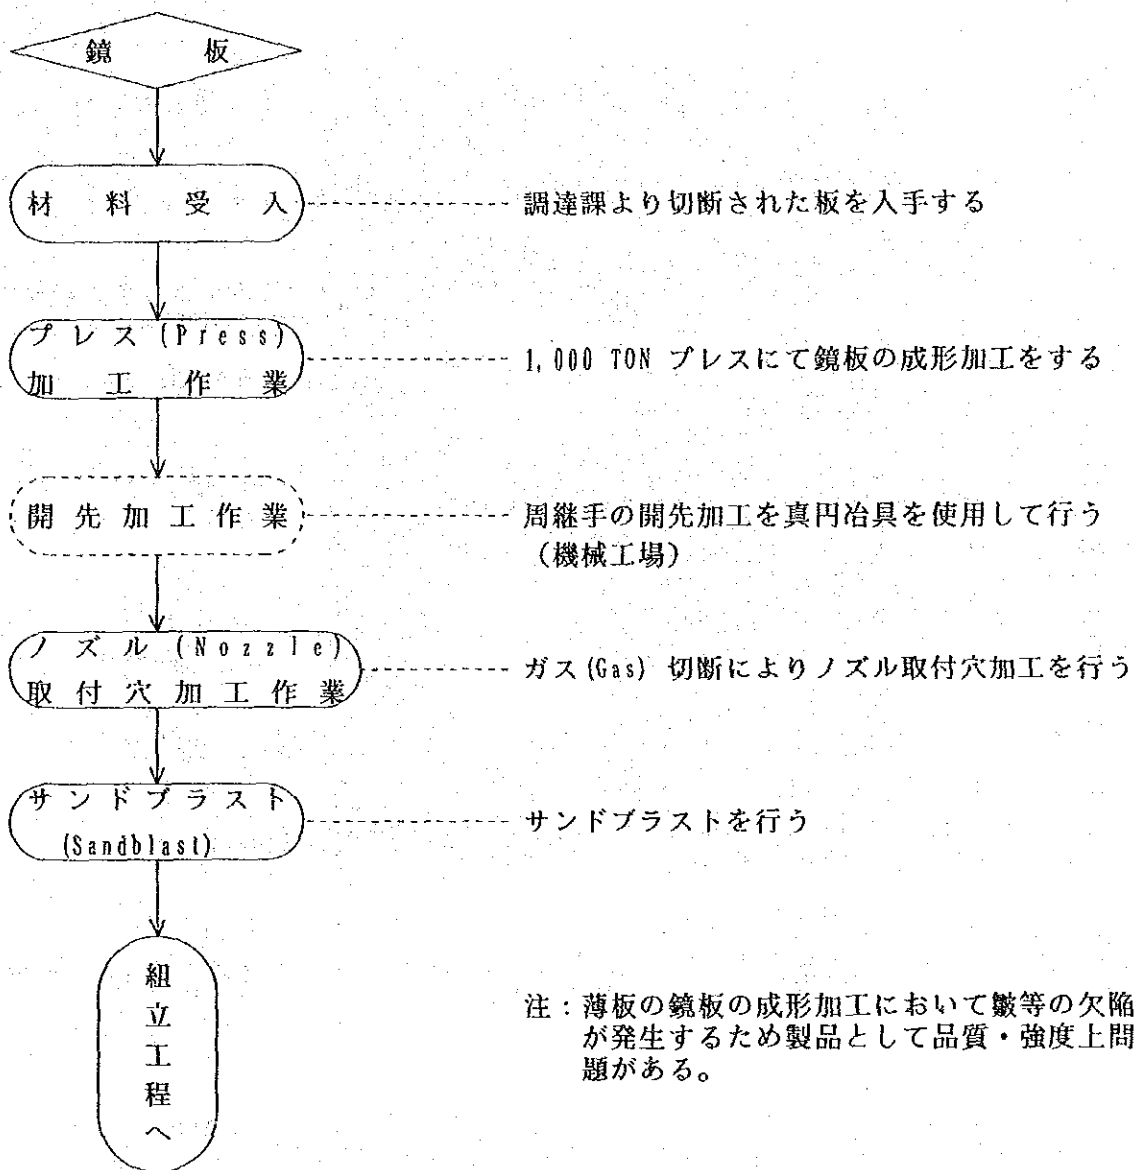 鏡板
材料受入
調達課より切断された板を入手する
プレス(Press)
加工作業
1,000 TON プレスにて鏡板の成形加工をする
開先加工作業
周継手の開先加工を真円冶具を使用して行う
（機械工場）
ノズル(Nozzle)
取付穴加工作業
ガス(Gas) 切断によりノズル取付穴加工を行う
サンドブラスト
(Sandblast)
サンドブラストを行う
組立工程へ
注：薄板の鏡板の成形加工において皺等の欠陥
が発生するため製品として品質・強度上問
題がある。